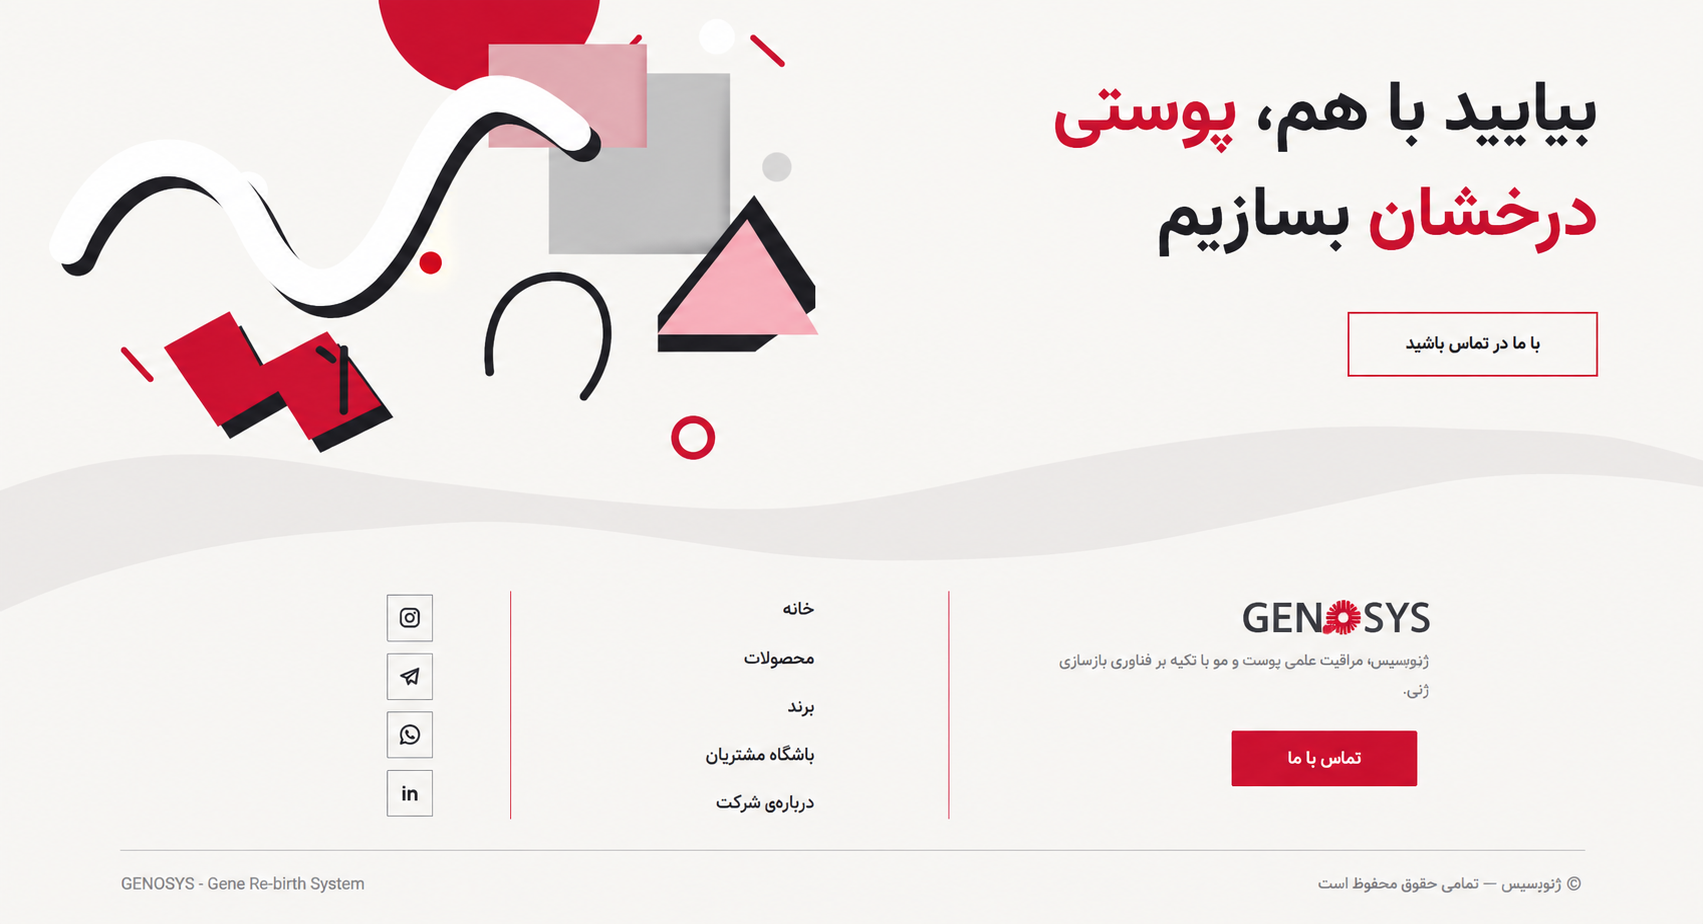 بیایید با هم، پوستی
درخشان بسازیم
با ما در تماس باشید
GENOSYS
ژنوسیس، مراقبت علمی پوست و مو با تکیه بر فناوری بازسازی
ژنی.
تماس با ما
خانه
محصولات
برند
باشگاه مشتریان
درباره‌ی شرکت
in
© ژنوسیس — تمامی حقوق محفوظ است
GENOSYS - Gene Re-birth System